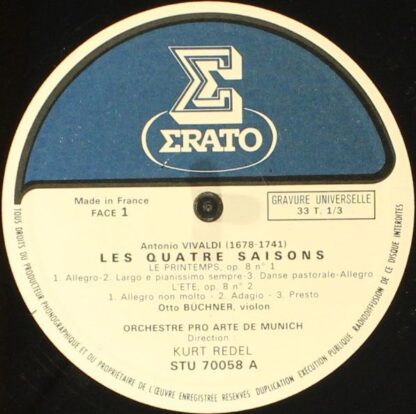 Σ
ΣRATO
Made in France
FACE 1
GRAVURE UNIVERSELLE
33 T. 1/3
Antonio VIVALDI (1678-1741)
LES QUATRE SAISONS
LE PRINTEMPS, op. 8 n° 1
1. Allegro-2. Largo e pianissimo sempre-3. Danse pastorale-Allegro
L'ETE, op. 8 n° 2
1. Allegro non molto - 2. Adagio - 3. Presto
Otto BUCHNER, violon
ORCHESTRE PRO ARTE DE MUNICH
Direction :
KURT REDEL
STU 70058 A
TOUS DROITS DU PRODUCTEUR PHONOGRAPHIQUE ET DU PROPRIETAIRE DE L'ŒUVRE ENREGISTREE RESERVES DUPLICATION EXECUTION PUBLIQUE RADIODIFFUSION DE CE DISQUE INTERDITES